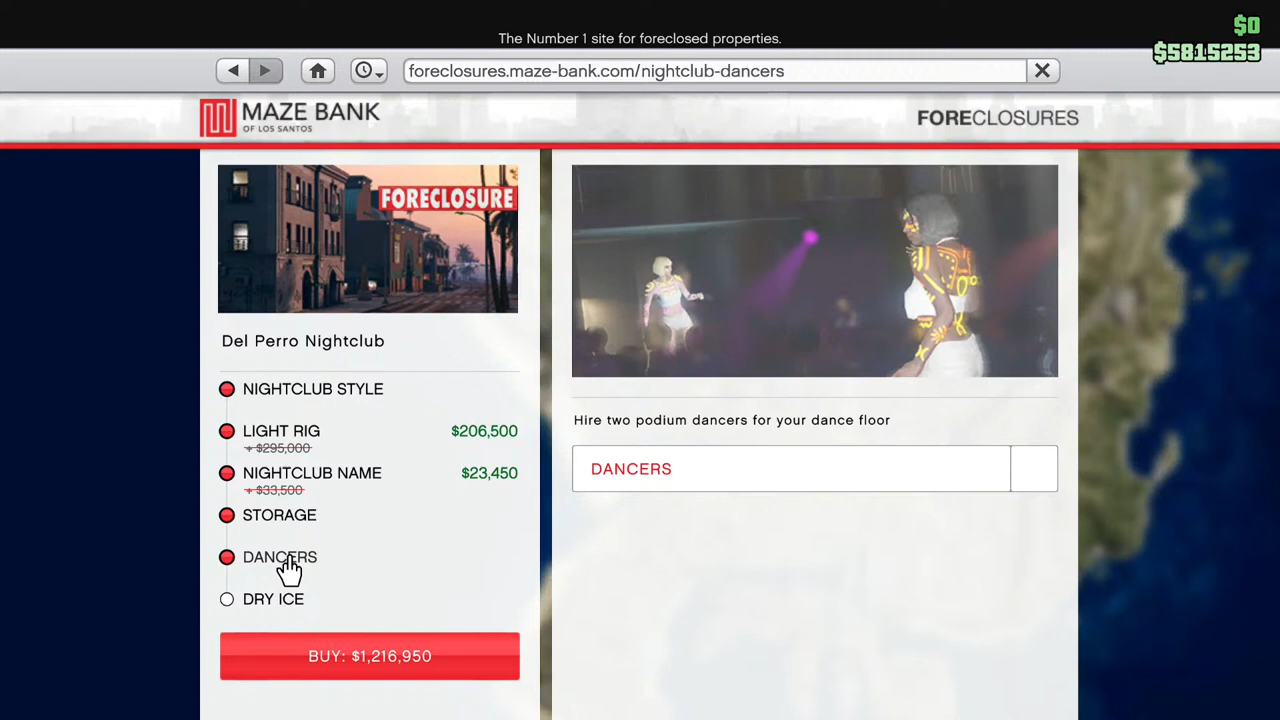 The Number 1 site for foreclosed properties.
$0
$5815253
foreclosures.maze-bank.com/nightclub-dancers
MAZE BANK
OF LOS SANTOS
FORECLOSURES
FORECLOSURE
Del Perro Nightclub
NIGHTCLUB STYLE
LIGHT RIG $206,500
+ $295,000
NIGHTCLUB NAME $23,450
+ $33,500
STORAGE
DANCERS
DRY ICE
BUY: $1,216,950
Hire two podium dancers for your dance floor
DANCERS